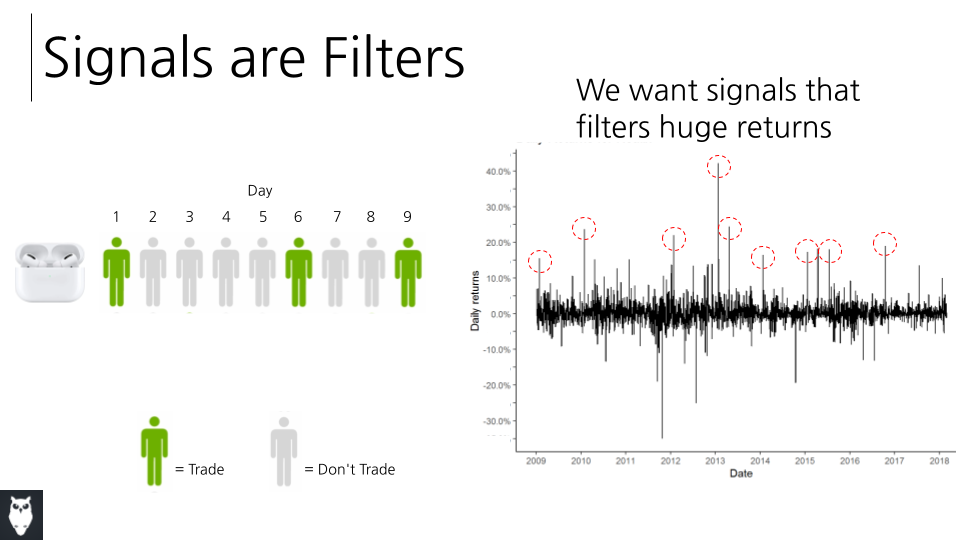 Signals are Filters
We want signals that
filters huge returns
Day
1 2 3 4 5 6 7 8 9
= Trade
= Don't Trade
40.0%
30.0%
20.0%
10.0%
0.0%
-10.0%
-20.0%
-30.0%
Daily returns
2009 2010 2011 2012 2013 2014 2015 2016 2017 2018
Date